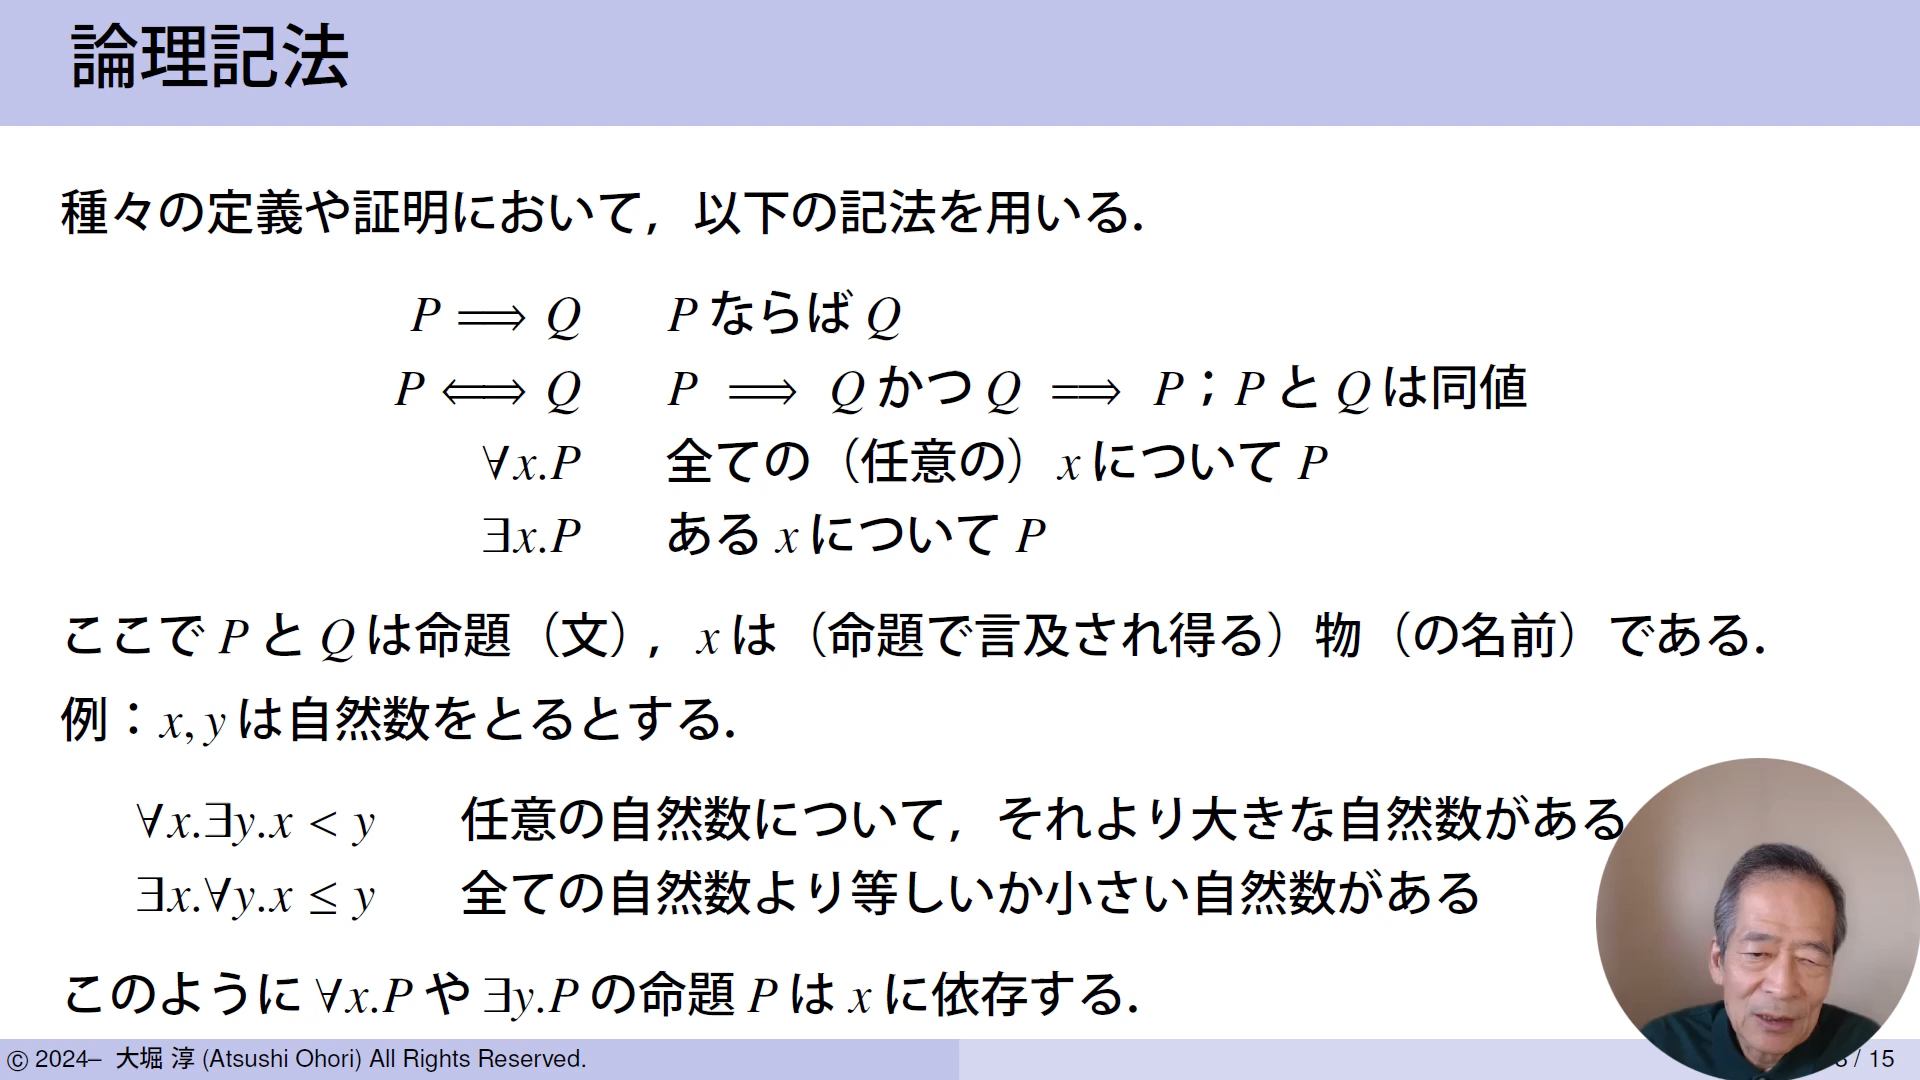 論理記法
種々の定義や証明において，以下の記法を用いる．
P ⟹ Q P ならば Q
P ⟺ Q P ⟹ Q かつ Q ⟹ P；P と Q は同値
∀x.P 全ての（任意の）x について P
∃x.P ある x について P
ここで P と Q は命題（文），x は（命題で言及され得る）物（の名前）である．
例：x, y は自然数をとるとする．
∀x.∃y.x < y 任意の自然数について，それより大きな自然数がある
∃x.∀y.x ≤ y 全ての自然数より等しいか小さい自然数がある
このように ∀x.P や ∃y.P の命題 P は x に依存する．
© 2024– 大堀 淳 (Atsushi Ohori) All Rights Reserved.
/ 15